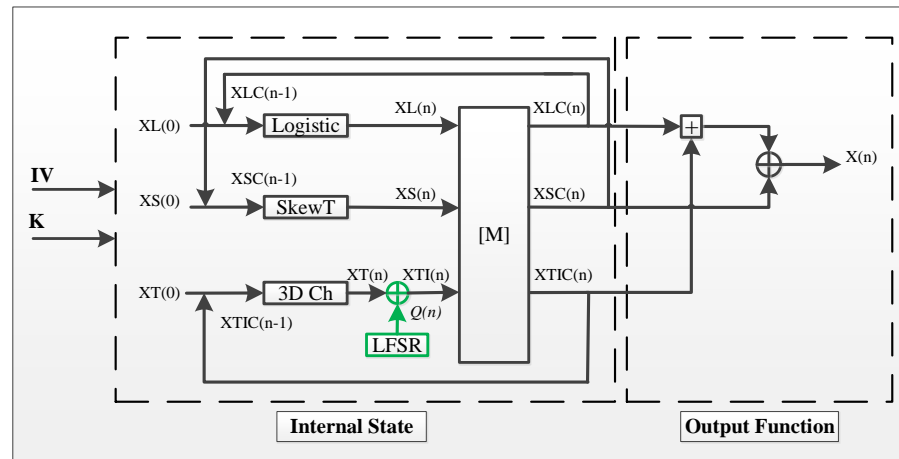 XLC(n-1)
XL(0)
Logistic
XL(n)
XLC(n)
+
X(n)
IV
K
XSC(n-1)
XS(0)
SkewT
XS(n)
[M]
XSC(n)
XT(0)
3D Ch
XT(n)
XTI(n)
XTIC(n)
Q(n)
XTIC(n-1)
LFSR
Internal State
Output Function